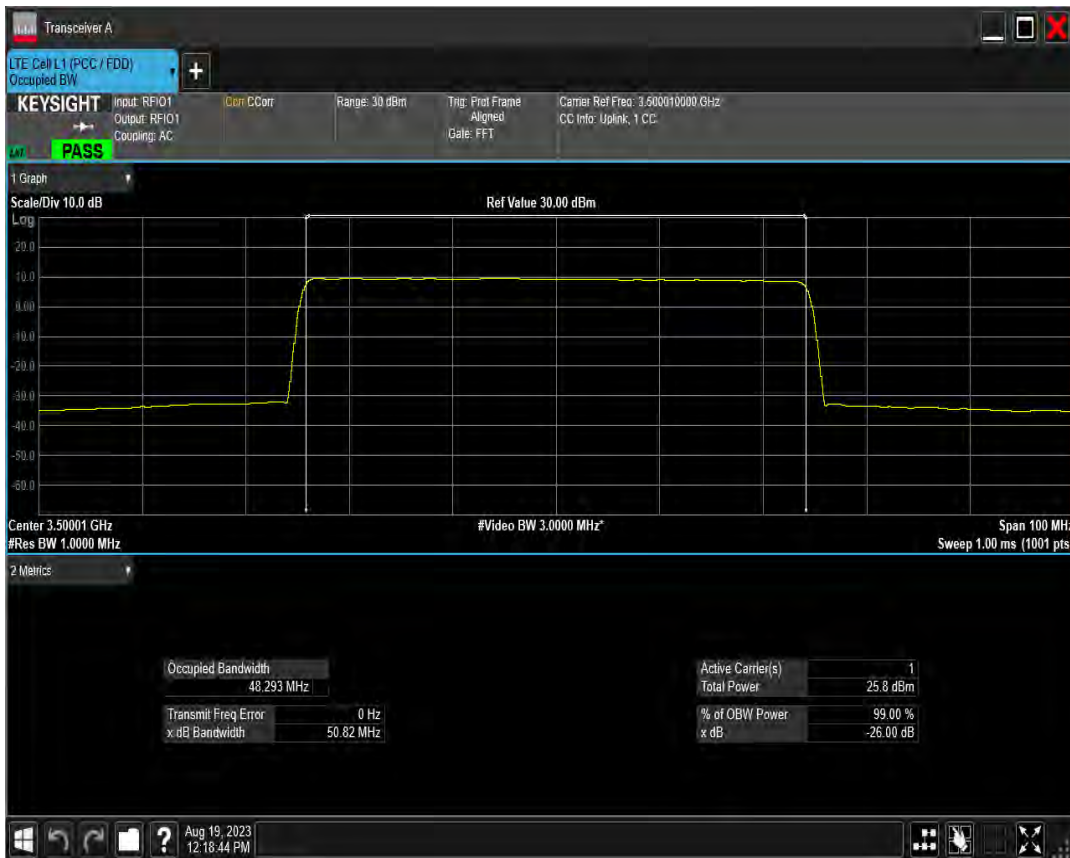 Transceiver A
LTE Cell L1 (PCC / FDD)
Occupied BW
+
KEYSIGHT
Input: RFIO1
Output: RFIO1
Coupling: AC
Corr CCorr
Range: 30 dBm
Trig: Prot Frame
Aligned
Gate: FFT
Carrier Ref Freq: 3.500010000 GHz
CC Info: Uplink, 1 CC
PASS
1 Graph
Scale/Div 10.0 dB
Ref Value 30.00 dBm
Log
20.0
10.0
0.00
-10.0
-20.0
-30.0
-40.0
-50.0
-60.0
Center 3.50001 GHz
#Video BW 3.0000 MHz*
Span 100 MHz
#Res BW 1.0000 MHz
Sweep 1.00 ms (1001 pts
2 Metrics
Occupied Bandwidth
48.293 MHz
Transmit Freq Error 0 Hz
x dB Bandwidth 50.82 MHz
Active Carrier(s) 1
Total Power 25.8 dBm
% of OBW Power 99.00 %
x dB -26.00 dB
?
Aug 19, 2023
12:18:44 PM